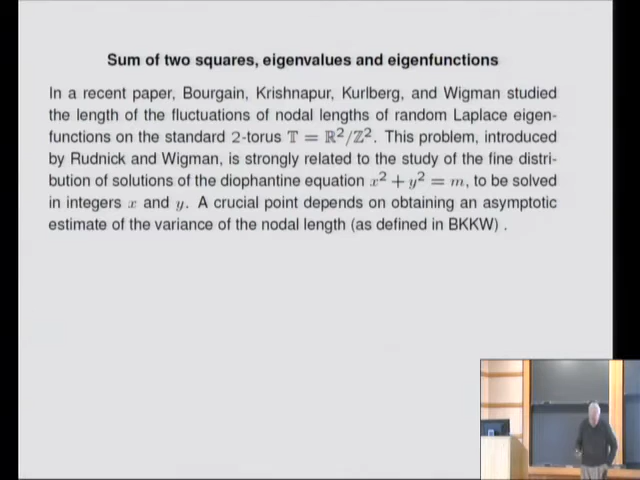 Sum of two squares, eigenvalues and eigenfunctions
In a recent paper, Bourgain, Krishnapur, Kurlberg, and Wigman studied
the length of the fluctuations of nodal lengths of random Laplace eigen-
functions on the standard 2-torus 𝕋 = ℝ²/ℤ². This problem, introduced
by Rudnick and Wigman, is strongly related to the study of the fine distri-
bution of solutions of the diophantine equation x² + y² = m, to be solved
in integers x and y. A crucial point depends on obtaining an asymptotic
estimate of the variance of the nodal length (as defined in BKKW) .